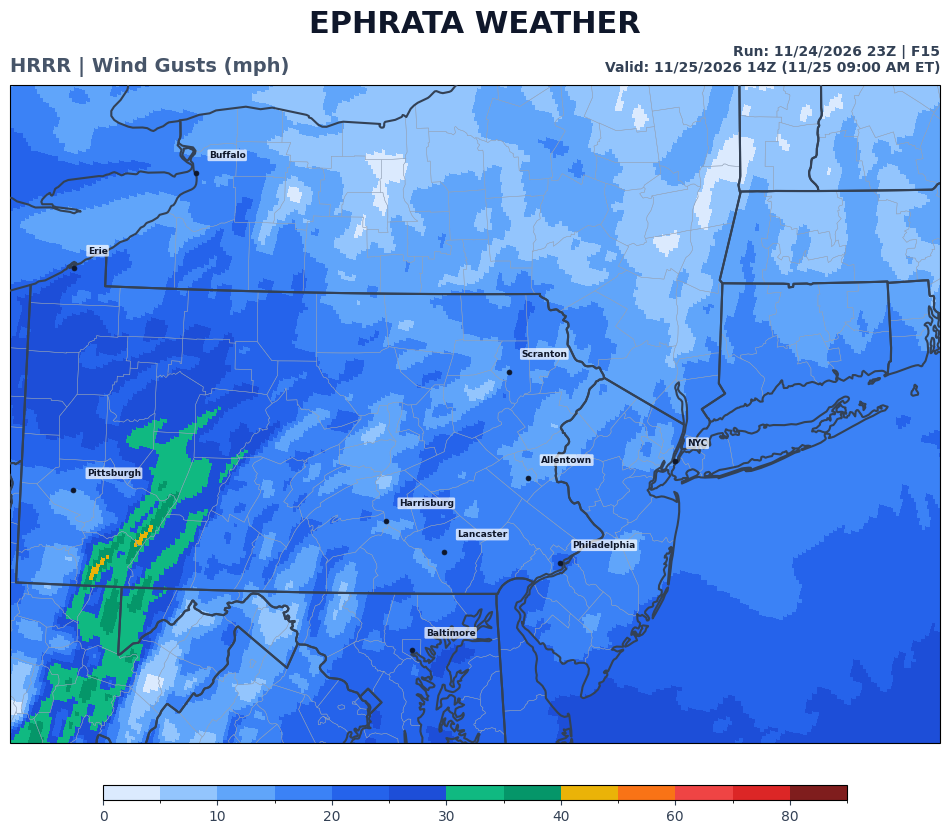 EPHRATA WEATHER
Run: 11/24/2026 23Z | F15
HRRR | Wind Gusts (mph)
Valid: 11/25/2026 14Z (11/25 09:00 AM ET)
Buffalo
Erie
Scranton
NYC
Allentown
Pittsburgh
Harrisburg
Lancaster
Philadelphia
Baltimore
0 10 20 30 40 50 60 70 80